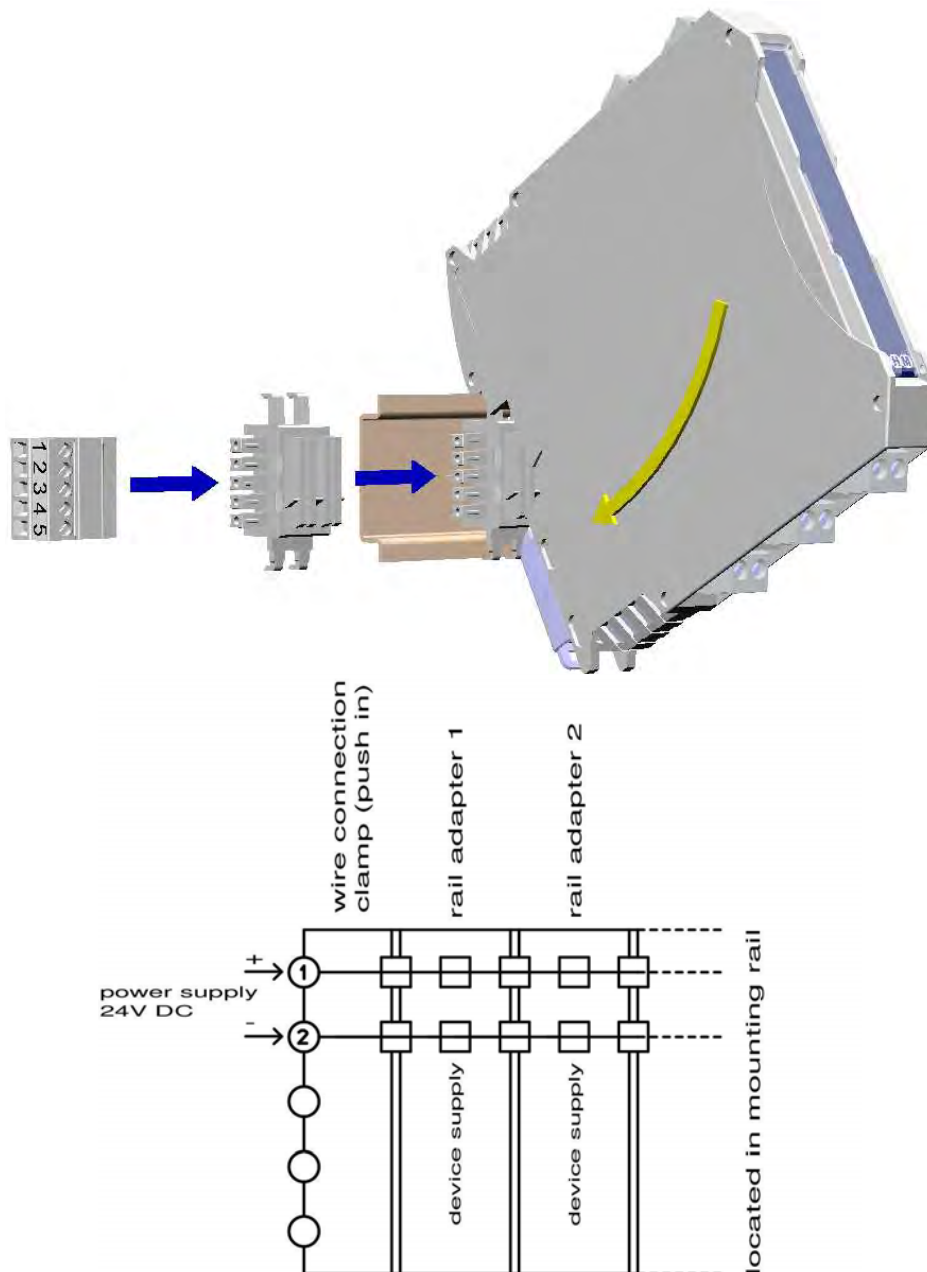 1
2
3
4
5
wire connection
clamp (push in)
rail adapter 1
rail adapter 2
+
1
power supply
24V DC
-
2
device supply
device supply
located in mounting rail